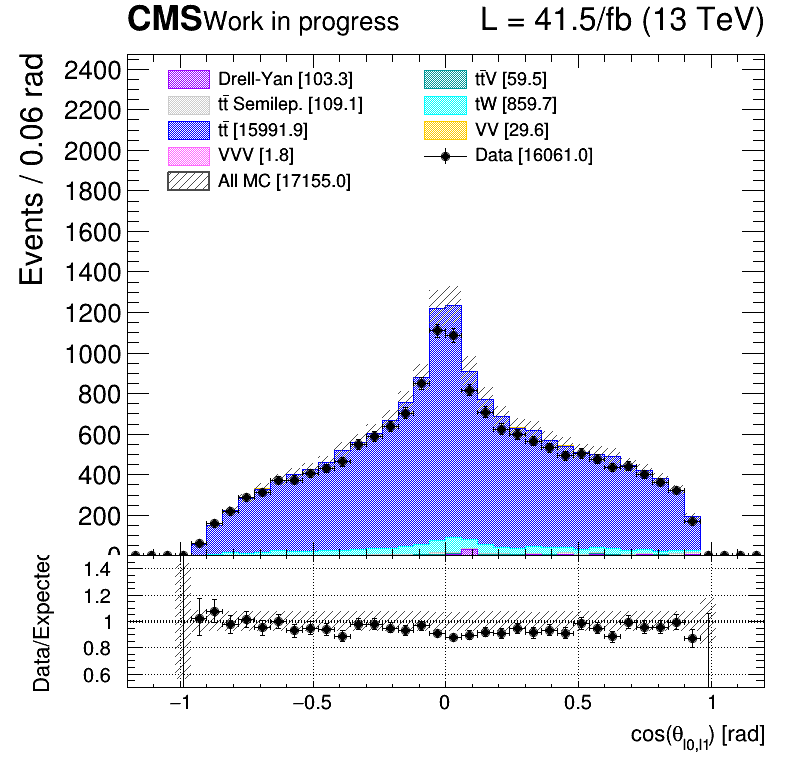 CMS Work in progress L = 41.5/fb (13 TeV)
Events / 0.06 rad
2400
2200
2000
1800
1600
1400
1200
1000
800
600
400
200
0
Drell-Yan [103.3]
tt̄ Semilep. [109.1]
tt̄ [15991.9]
VVV [1.8]
All MC [17155.0]
tt̄V [59.5]
tW [859.7]
VV [29.6]
Data [16061.0]
Data/Expected
1.4
1.2
1
0.8
0.6
−1 −0.5 0 0.5 1
cos(θl0,l1) [rad]